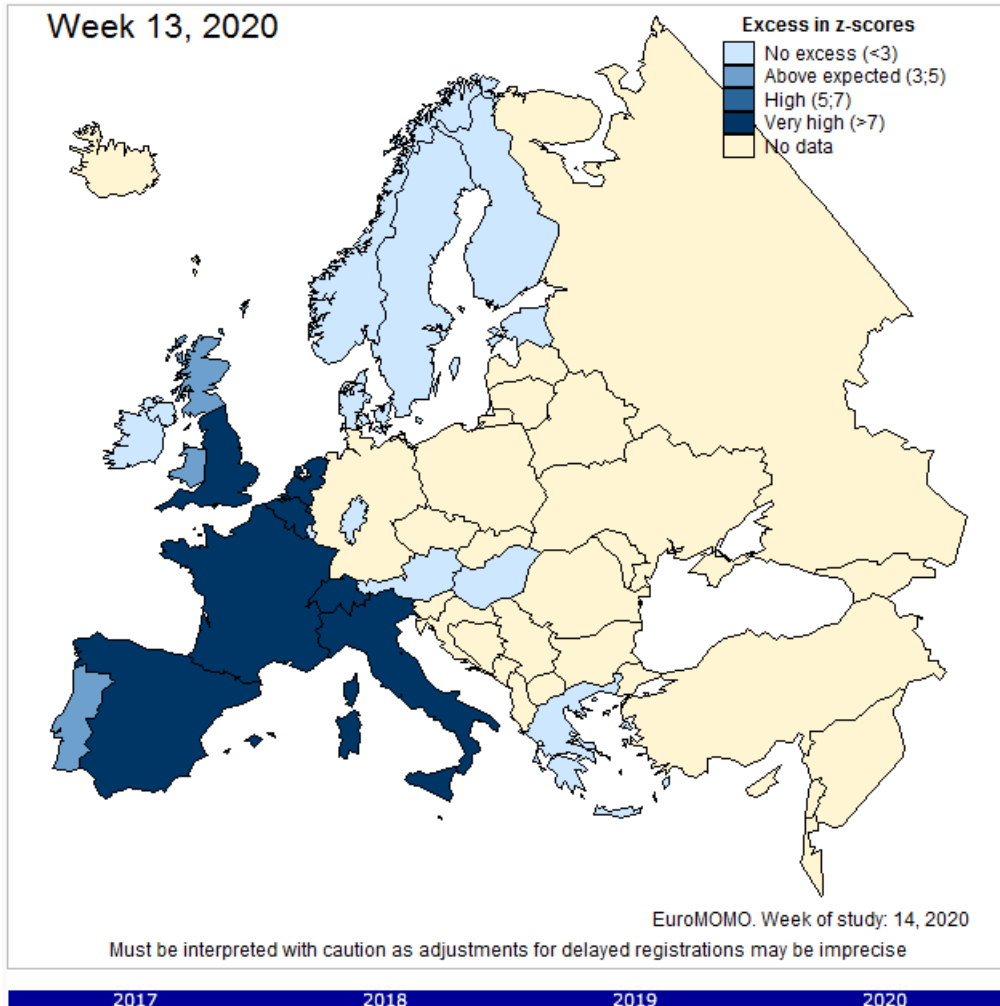 Week 13, 2020
Excess in z-scores
No excess (<3)
Above expected (3;5)
High (5;7)
Very high (>7)
No data
EuroMOMO. Week of study: 14, 2020
Must be interpreted with caution as adjustments for delayed registrations may be imprecise
2017 2018 2019 2020